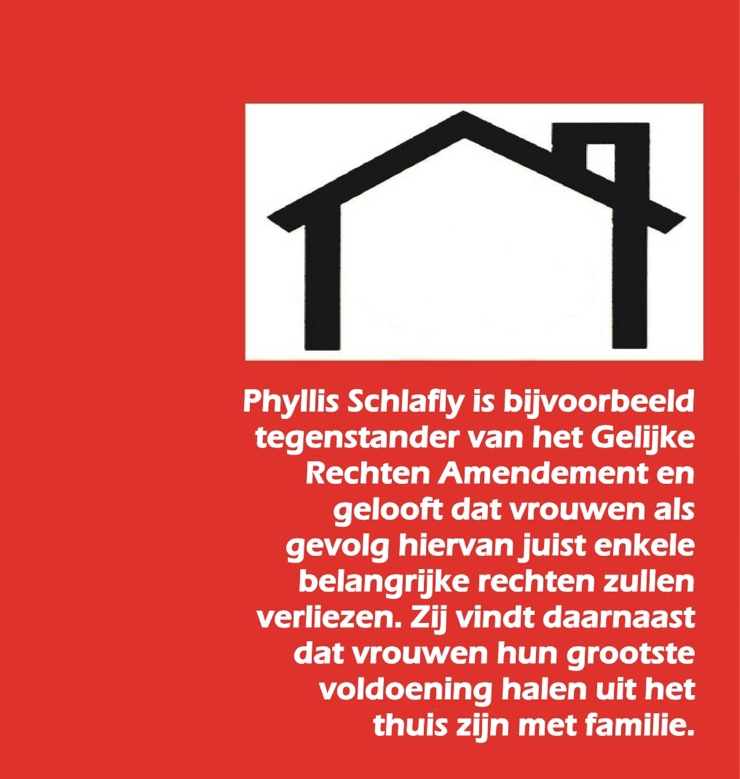 Phyllis Schlafly is bijvoorbeeld
tegenstander van het Gelijke
Rechten Amendement en
gelooft dat vrouwen als
gevolg hiervan juist enkele
belangrijke rechten zullen
verliezen. Zij vindt daarnaast
dat vrouwen hun grootste
voldoening halen uit het
thuis zijn met familie.